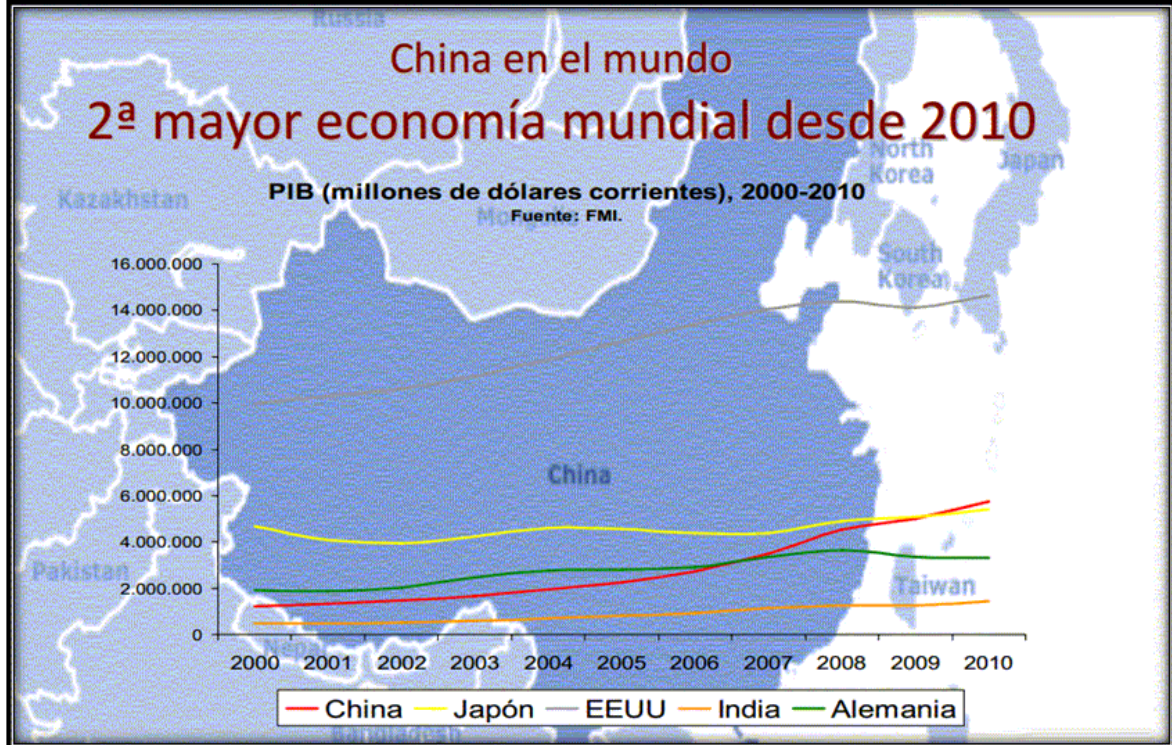 Russia
China en el mundo
2ª mayor economía mundial desde 2010
North
Korea
Japan
Kazakhstan
PIB (millones de dólares corrientes), 2000-2010
Mongolia
Fuente: FMI.
South
Korea
16.000.000
14.000.000
12.000.000
10.000.000
8.000.000
China
6.000.000
4.000.000
Pakistan
2.000.000
Taiwan
0
Nepal
2000 2001 2002 2003 2004 2005 2006 2007 2008 2009 2010
China Japón EEUU India Alemania
Bangladesh